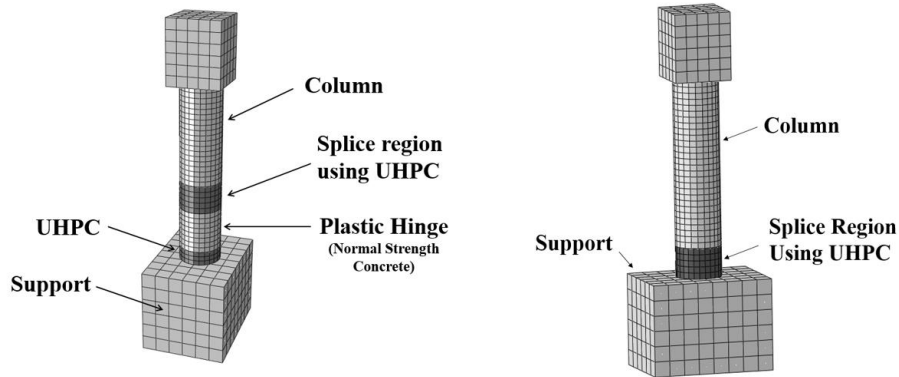 Column
Splice region
using UHPC
UHPC
Plastic Hinge
(Normal Strength
Concrete)
Support
Column
Support
Splice Region
Using UHPC